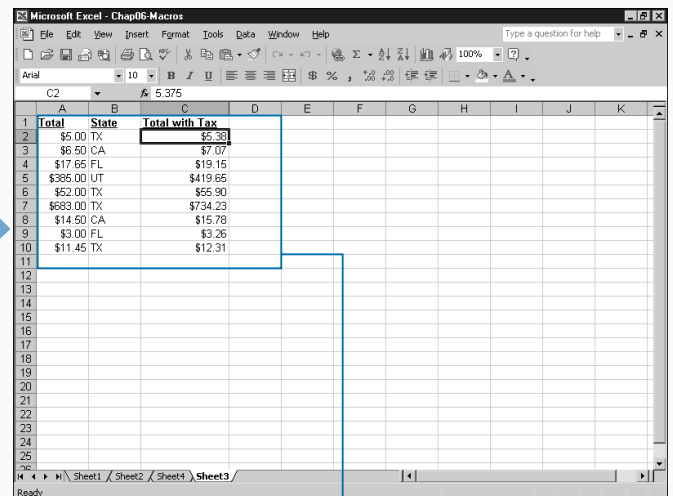 Microsoft Excel - Chap06-Macros
File Edit View Insert Format Tools Data Window Help Type a question for help
100%
Arial 10 B I U $ % ,
C2 fx 5.375
A B C D E F G H I J K
1 Total State Total with Tax
2 $5.00 TX $5.38
3 $6.50 CA $7.07
4 $17.65 FL $19.15
5 $385.00 UT $419.65
6 $52.00 TX $55.90
7 $683.00 TX $734.23
8 $14.50 CA $15.78
9 $3.00 FL $3.26
10 $11.45 TX $12.31
11
12
13
14
15
16
17
18
19
20
21
22
23
24
25
26
Sheet1 Sheet2 Sheet4 Sheet3
Ready